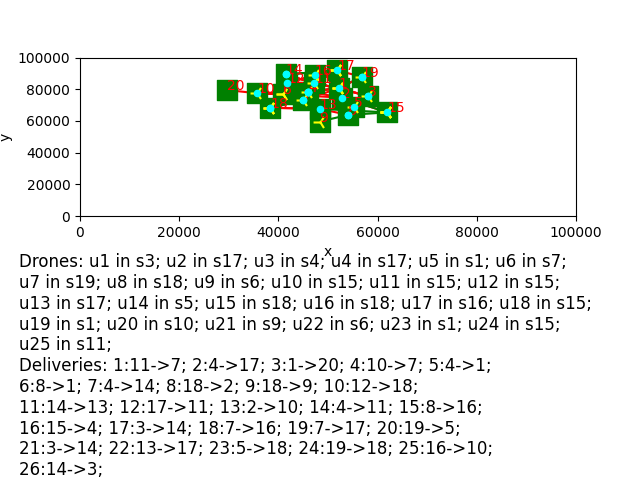 100000
80000
60000
40000
20000
0
y
0 20000 40000 60000 80000 100000
x
Drones: u1 in s3; u2 in s17; u3 in s4; u4 in s17; u5 in s1; u6 in s7;
u7 in s19; u8 in s18; u9 in s6; u10 in s15; u11 in s15; u12 in s15;
u13 in s17; u14 in s5; u15 in s18; u16 in s18; u17 in s16; u18 in s15;
u19 in s1; u20 in s10; u21 in s9; u22 in s6; u23 in s1; u24 in s15;
u25 in s11;
Deliveries: 1:11->7; 2:4->17; 3:1->20; 4:10->7; 5:4->1;
6:8->1; 7:4->14; 8:18->2; 9:18->9; 10:12->18;
11:14->13; 12:17->11; 13:2->10; 14:4->11; 15:8->16;
16:15->4; 17:3->14; 18:7->16; 19:7->17; 20:19->5;
21:3->14; 22:13->17; 23:5->18; 24:19->18; 25:16->10;
26:14->3;